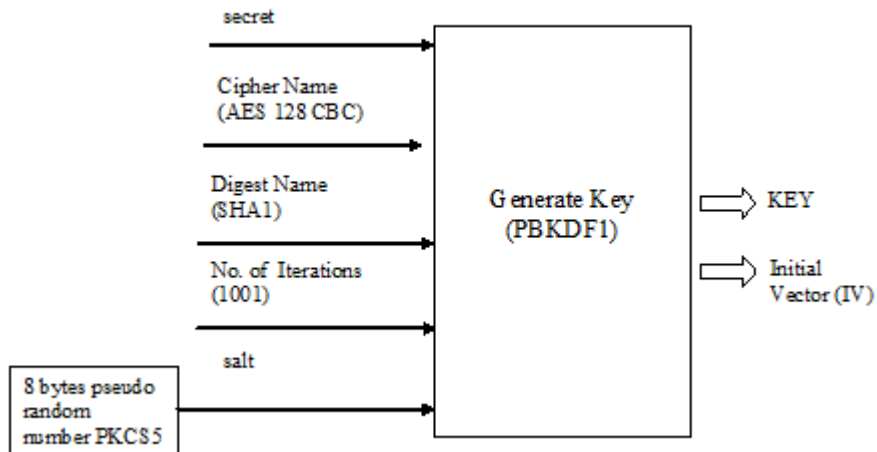 secret
Cipher Name
(AES 128 CBC)
Digest Name
(SHA1)
No. of Iterations
(1001)
salt
8 bytes pseudo
random
number PKCS5
Generate Key
(PBKDF1)
KEY
Initial
Vector (IV)